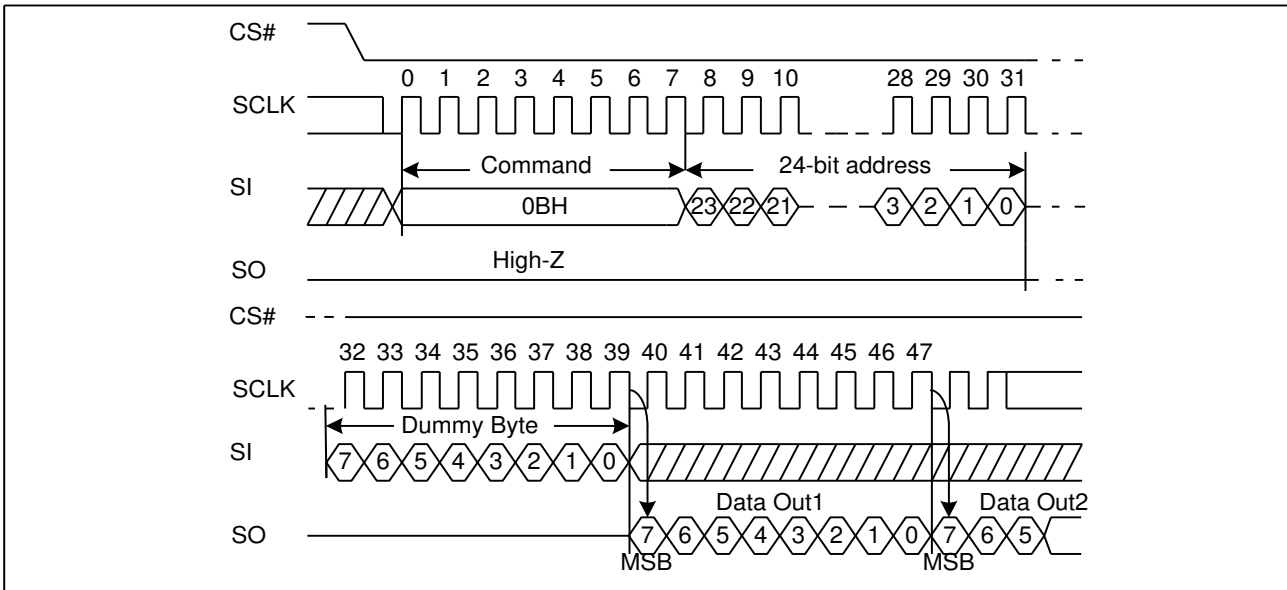 CS#
0 1 2 3 4 5 6 7 8 9 10 28 29 30 31
SCLK
Command 24-bit address
SI
0BH 23 22 21 3 2 1 0
High-Z
SO
CS#
32 33 34 35 36 37 38 39 40 41 42 43 44 45 46 47
SCLK
Dummy Byte
SI
7 6 5 4 3 2 1 0
Data Out1 Data Out2
SO
7 6 5 4 3 2 1 0 7 6 5
MSB MSB